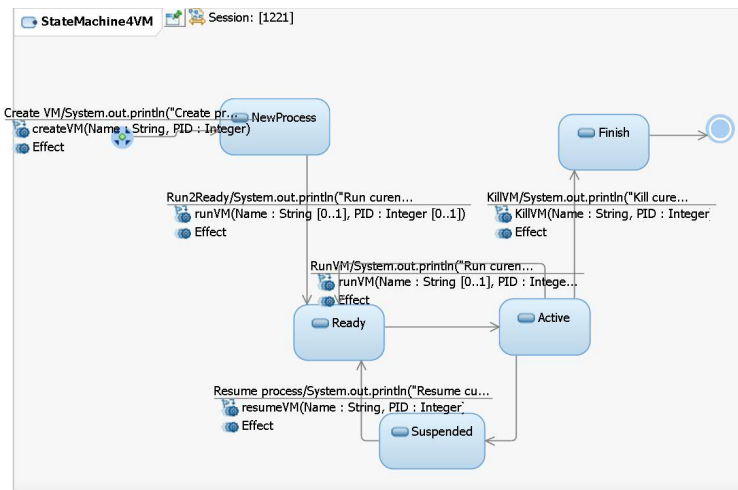 StateMachine4VM
Session: [1221]
Create VM/System.out.println("Create pr...
createVM(Name : String, PID : Integer)
Effect
NewProcess
Finish
Run2Ready/System.out.println("Run curen...
runVM(Name : String [0..1], PID : Integer [0..1])
Effect
KillVM/System.out.println("Kill cure...
KillVM(Name : String, PID : Integer
Effect
RunVM/System.out.println("Run curen...
runVM(Name : String [0..1], PID : Intege...
Effect
Ready
Active
Resume process/System.out.println("Resume cu...
resumeVM(Name : String, PID : Integer)
Effect
Suspended